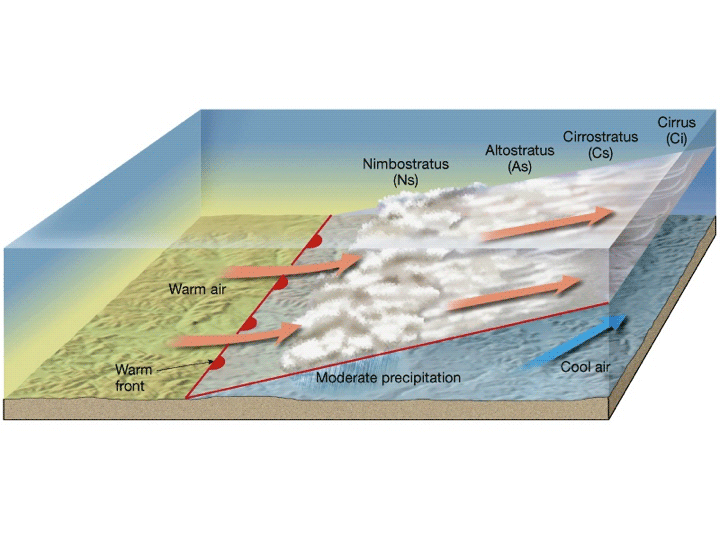 Cirrus
(Ci)
Cirrostratus
(Cs)
Altostratus
(As)
Nimbostratus
(Ns)
Warm air
Warm
front
Moderate precipitation
Cool air